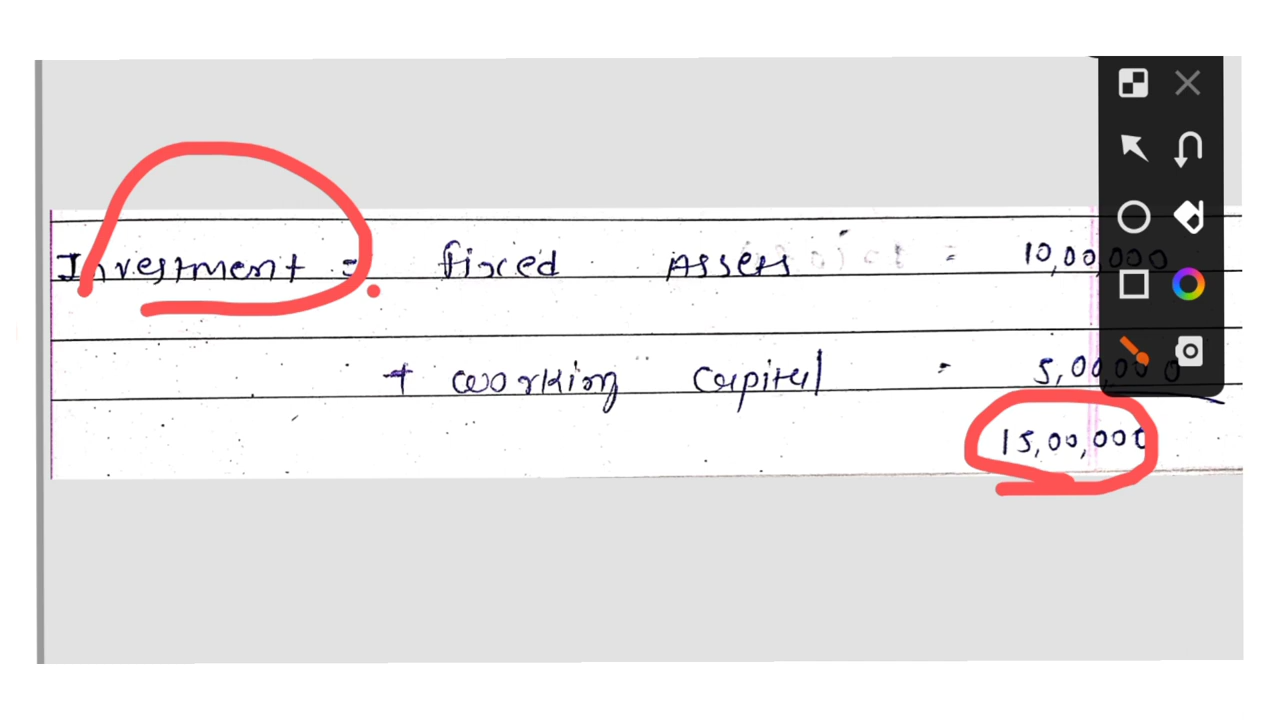 Investment = fixed Assets = 10,00,000
+ working capital = 5,00,000
15,00,000